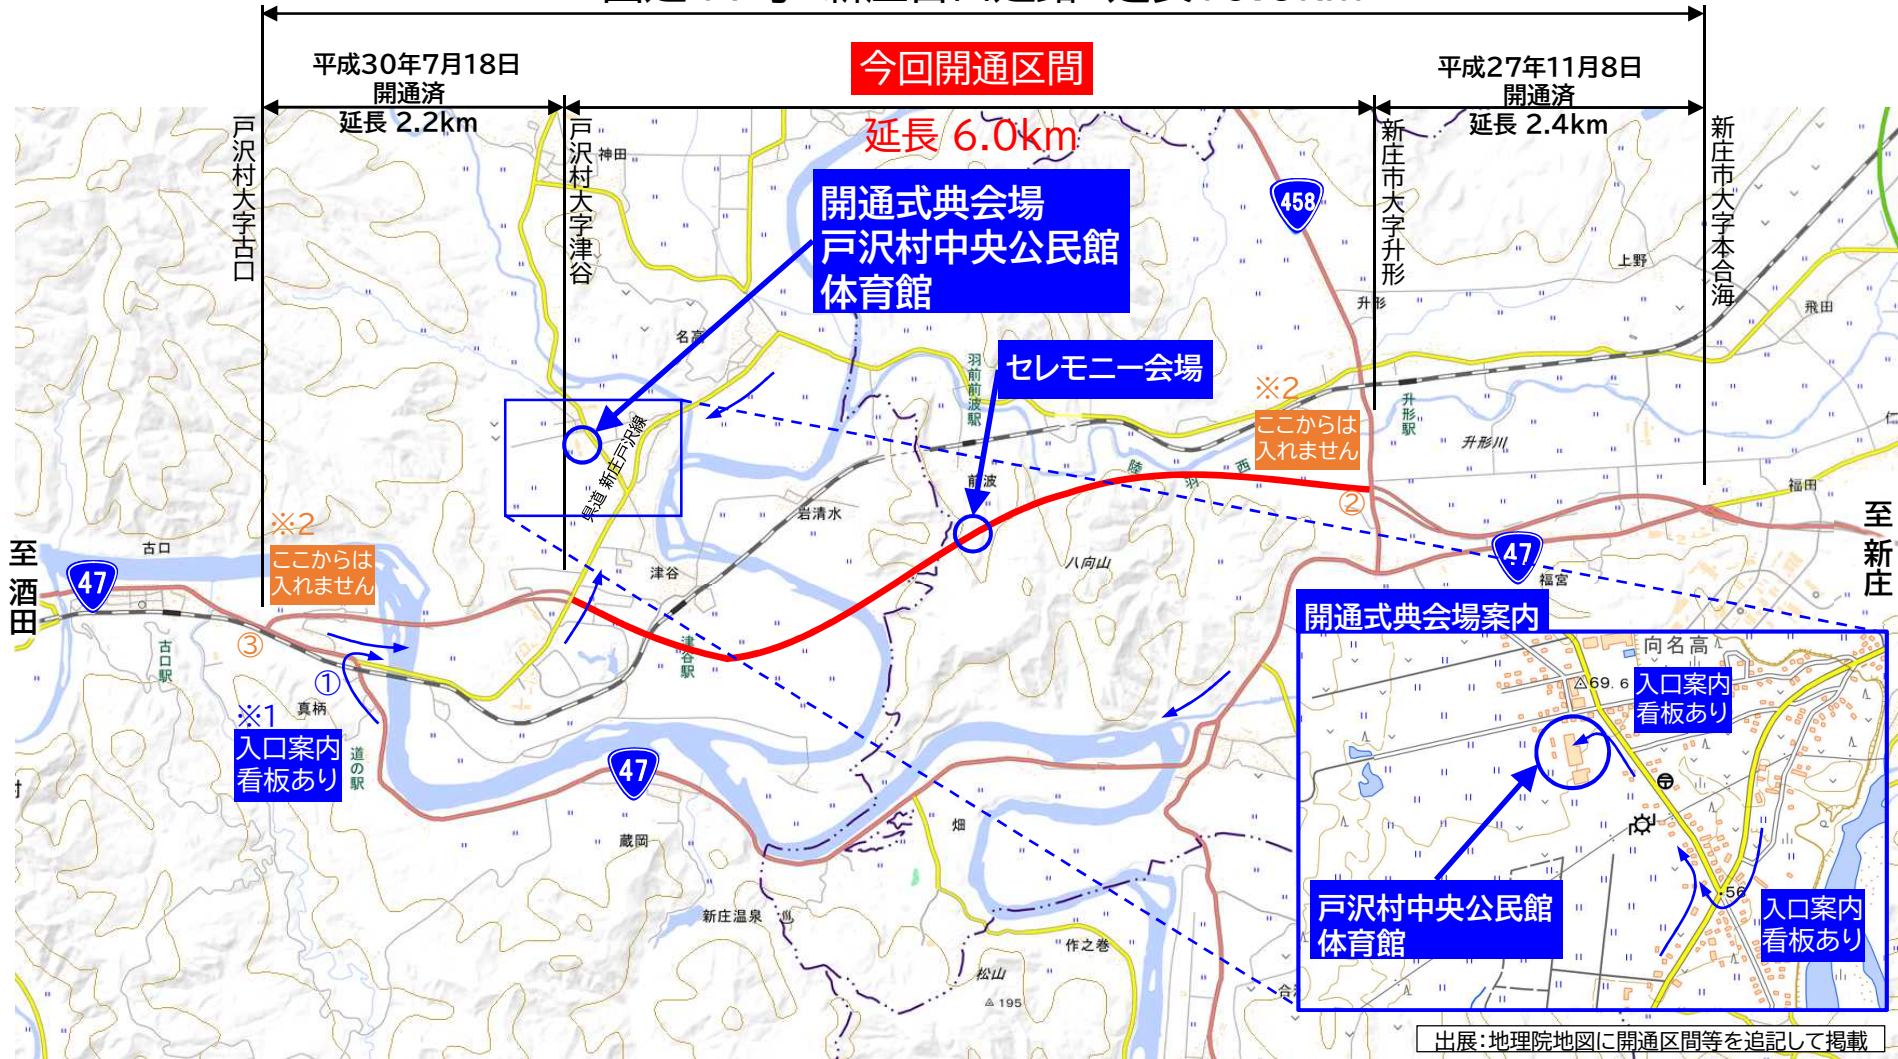 平成30年7月18日
開通済
延長 2.2km
今回開通区間
延長 6.0km
平成27年11月8日
開通済
延長 2.4km
戸沢村大字古口
戸沢村大字津谷
新庄市大字升形
新庄市大字本合海
神田
開通式典会場
戸沢村中央公民館
体育館
458
上野
飛田
升形
名高
羽前前波駅
セレモニー会場
※2
ここからは
入れません
升形駅
升形川
県道 新庄戸沢線
陸羽西
前波
福田
岩清水
②
※2
ここからは
入れません
古口
至酒田
47
津谷
八向山
47
福宮
至新庄
③
古口駅
①
津谷駅
真柄
※1
入口案内
看板あり
道の駅
47
蔵岡
畑
新庄温泉
作之巻
松山
195
開通式典会場案内
向名高
69.6
入口案内
看板あり
戸沢村中央公民館
体育館
56
入口案内
看板あり
出展:地理院地図に開通区間等を追記して掲載